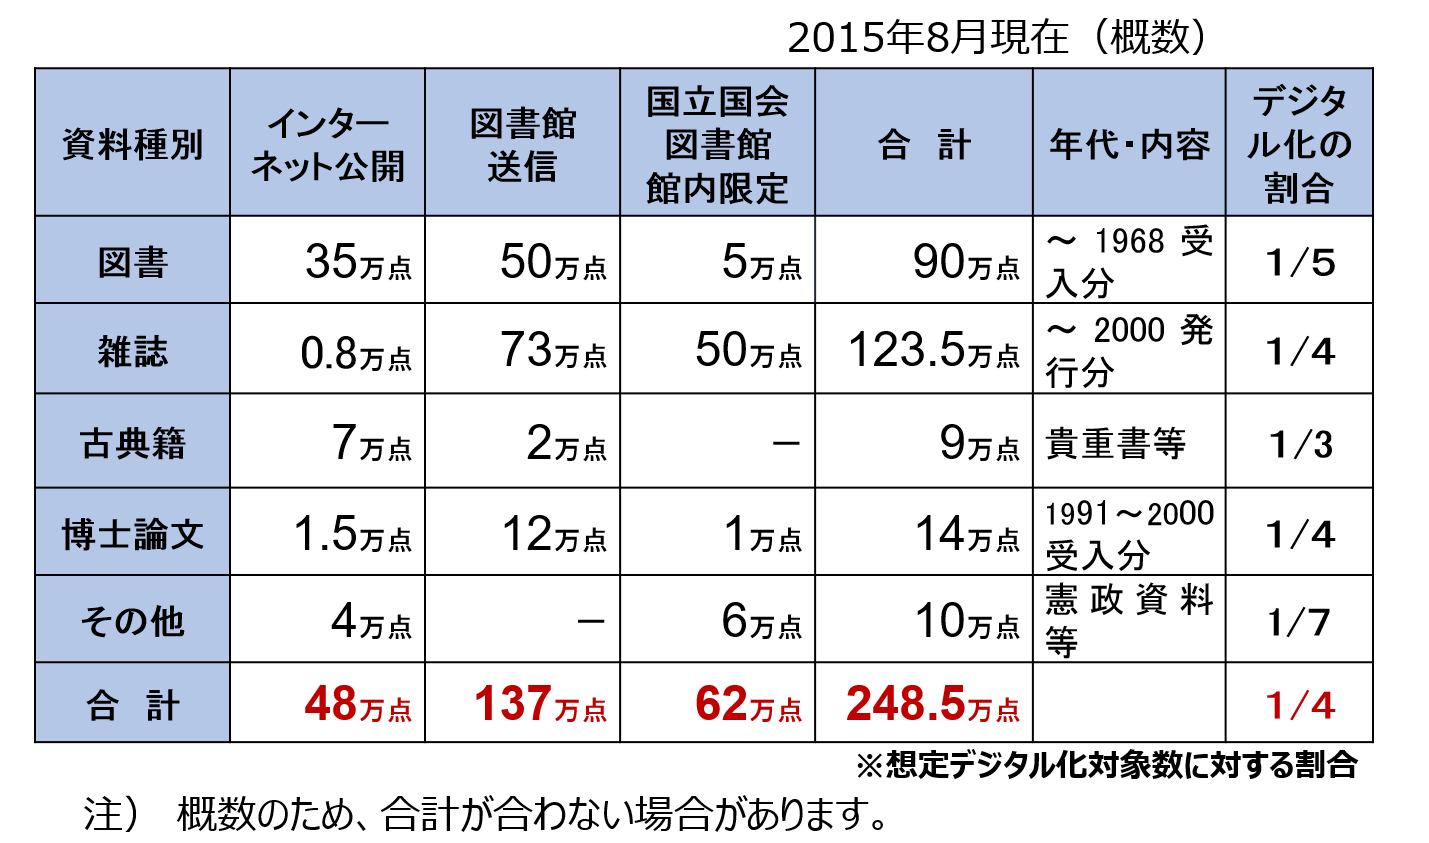 2015年8月現在（概数）
資料種別
インター
ネット公開
図書館
送信
国立国会
図書館
館内限定
合　計
年代・内容
デジタ
ル化の
割合
図書
35万点
50万点
5万点
90万点
～ 1968 受
入分
1/5
雑誌
0.8万点
73万点
50万点
123.5万点
～ 2000 発
行分
1/4
古典籍
7万点
2万点
–
9万点
貴重書等
1/3
博士論文
1.5万点
12万点
1万点
14万点
1991～2000
受入分
1/4
その他
4万点
–
6万点
10万点
憲政資料
等
1/7
合　計
48万点
137万点
62万点
248.5万点
1/4
※想定デジタル化対象数に対する割合
注）　概数のため、合計が合わない場合があります。